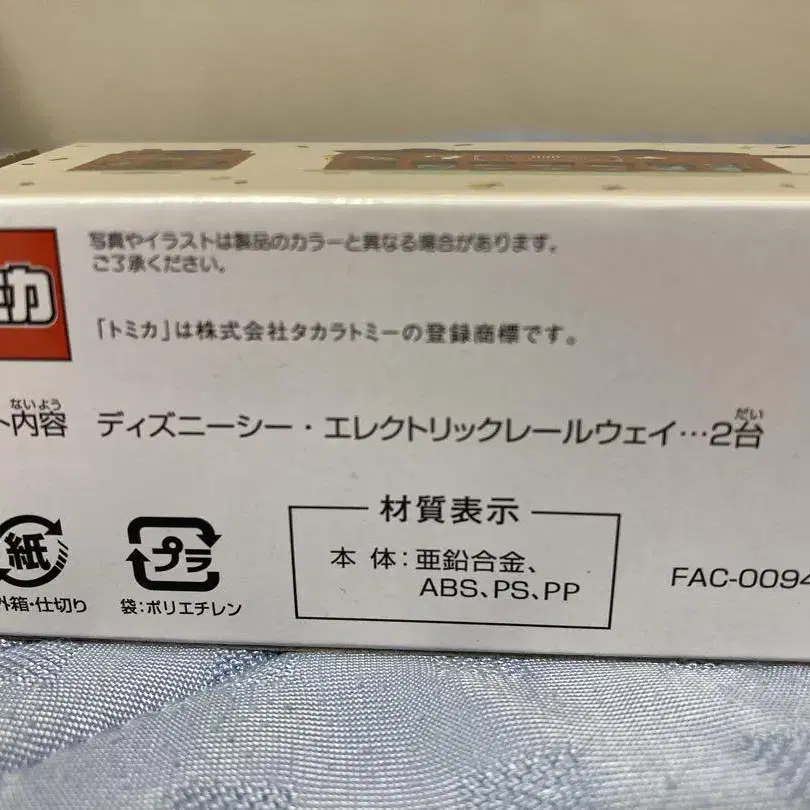 写真やイラストは製品のカラーと異なる場合があります。
ご了承ください。
「トミカ」は株式会社タカラトミーの登録商標です。
ないよう
ト内容 ディズニーシー・エレクトリックレールウェイ…2台
だい
材質表示
本 体：亜鉛合金、
ABS、PS、PP
紙
外箱・仕切り
プラ
袋：ポリエチレン
FAC-0094